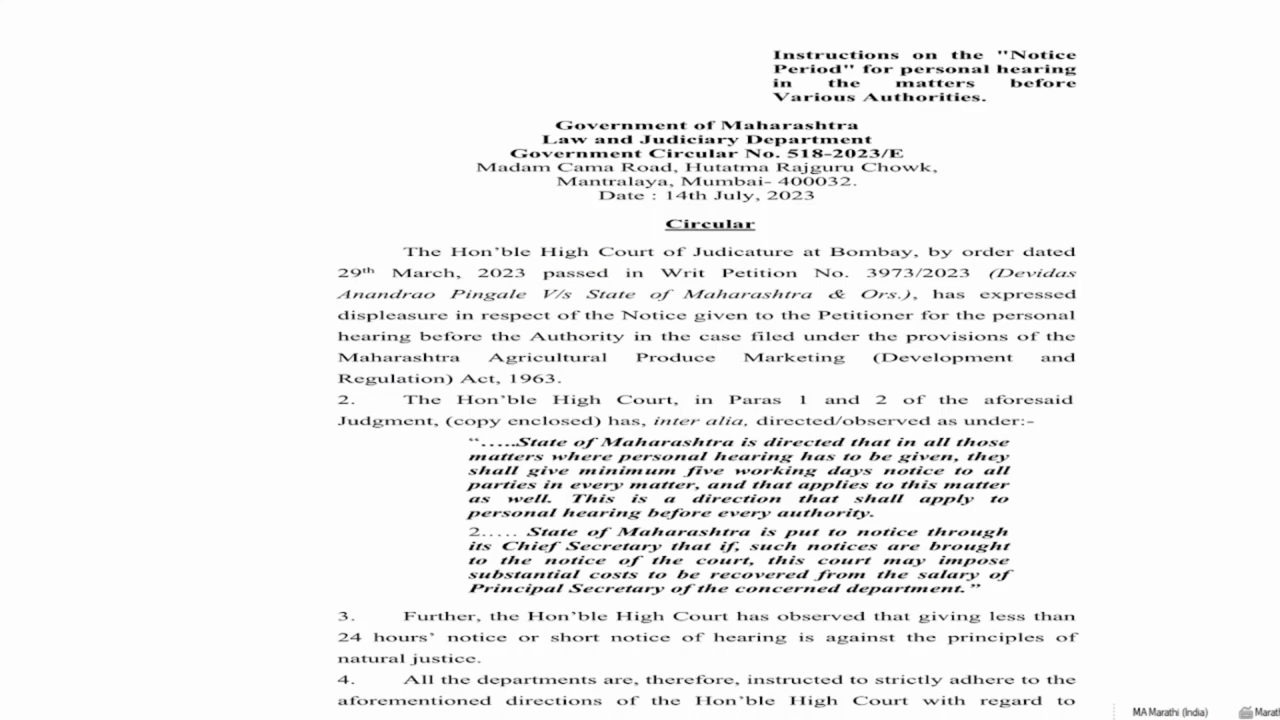 Instructions on the "Notice
Period" for personal hearing
in the matters before
Various Authorities.
Government of Maharashtra
Law and Judiciary Department
Government Circular No. 518-2023/E
Madam Cama Road, Hutatma Rajguru Chowk,
Mantralaya, Mumbai- 400032.
Date : 14th July, 2023
Circular
The Hon'ble High Court of Judicature at Bombay, by order dated
29th March, 2023 passed in Writ Petition No. 3973/2023 (Devidas
Anandrao Pingale V/s State of Maharashtra & Ors.), has expressed
displeasure in respect of the Notice given to the Petitioner for the personal
hearing before the Authority in the case filed under the provisions of the
Maharashtra Agricultural Produce Marketing (Development and
Regulation) Act, 1963.
2. The Hon'ble High Court, in Paras 1 and 2 of the aforesaid
Judgment, (copy enclosed) has, inter alia, directed/observed as under:-
".....State of Maharashtra is directed that in all those
matters where personal hearing has to be given, they
shall give minimum five working days notice to all
parties in every matter, and that applies to this matter
as well. This is a direction that shall apply to
personal hearing before every authority.
2..... State of Maharashtra is put to notice through
its Chief Secretary that if, such notices are brought
to the notice of the court, this court may impose
substantial costs to be recovered from the salary of
Principal Secretary of the concerned department."
3. Further, the Hon'ble High Court has observed that giving less than
24 hours' notice or short notice of hearing is against the principles of
natural justice.
4. All the departments are, therefore, instructed to strictly adhere to the
aforementioned directions of the Hon'ble High Court with regard to
MA Marathi (India) Marat